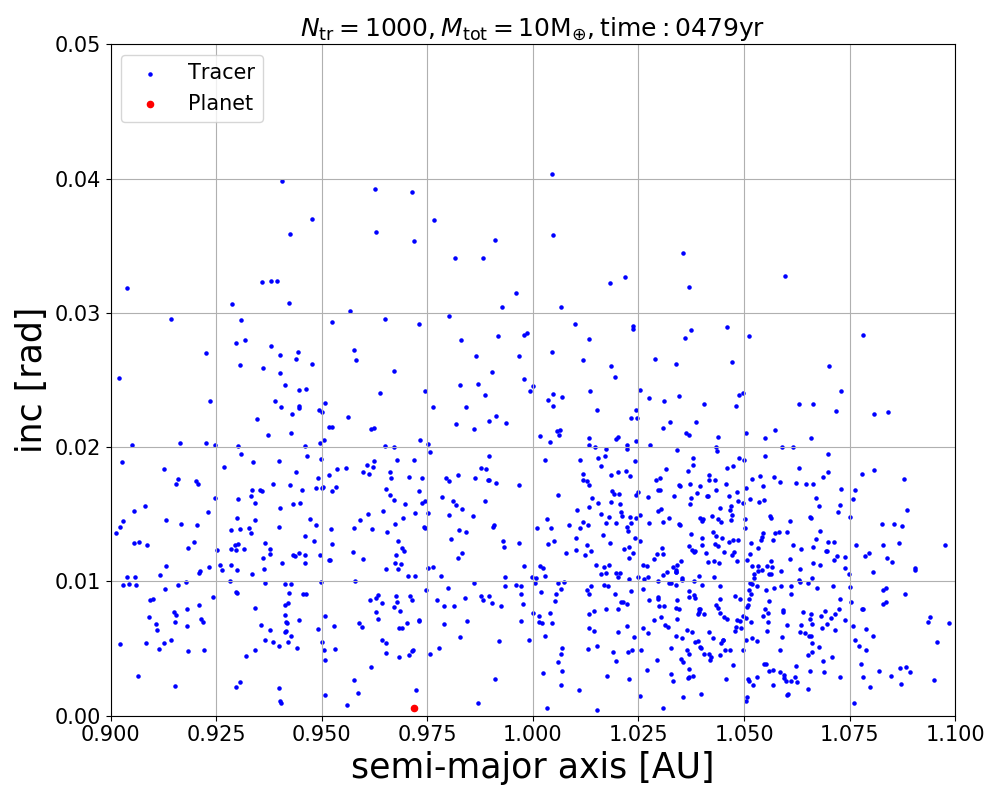 N_tr = 1000, M_tot = 10M_⊕, time : 0479yr
0.05
Tracer
Planet
0.04
0.03
inc [rad]
0.02
0.01
0.00
0.900 0.925 0.950 0.975 1.000 1.025 1.050 1.075 1.100
semi-major axis [AU]